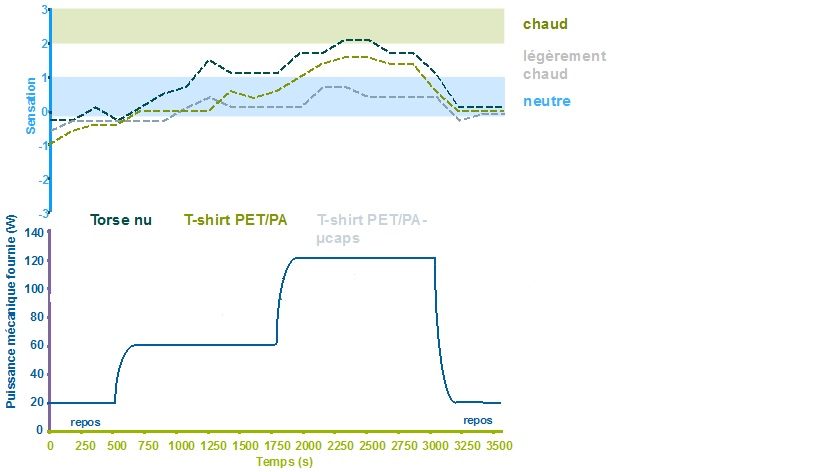 3
2
1
0
-1
-2
-3
Sensation
chaud
légèrement
chaud
neutre
Torse nu
T-shirt PET/PA
T-shirt PET/PA-
µcaps
Puissance mécanique fournie (W)
140
120
100
80
60
40
20
0
repos
repos
0 250 500 750 1000 1250 1500 1750 2000 2250 2500 2750 3000 3250 3500
Temps (s)